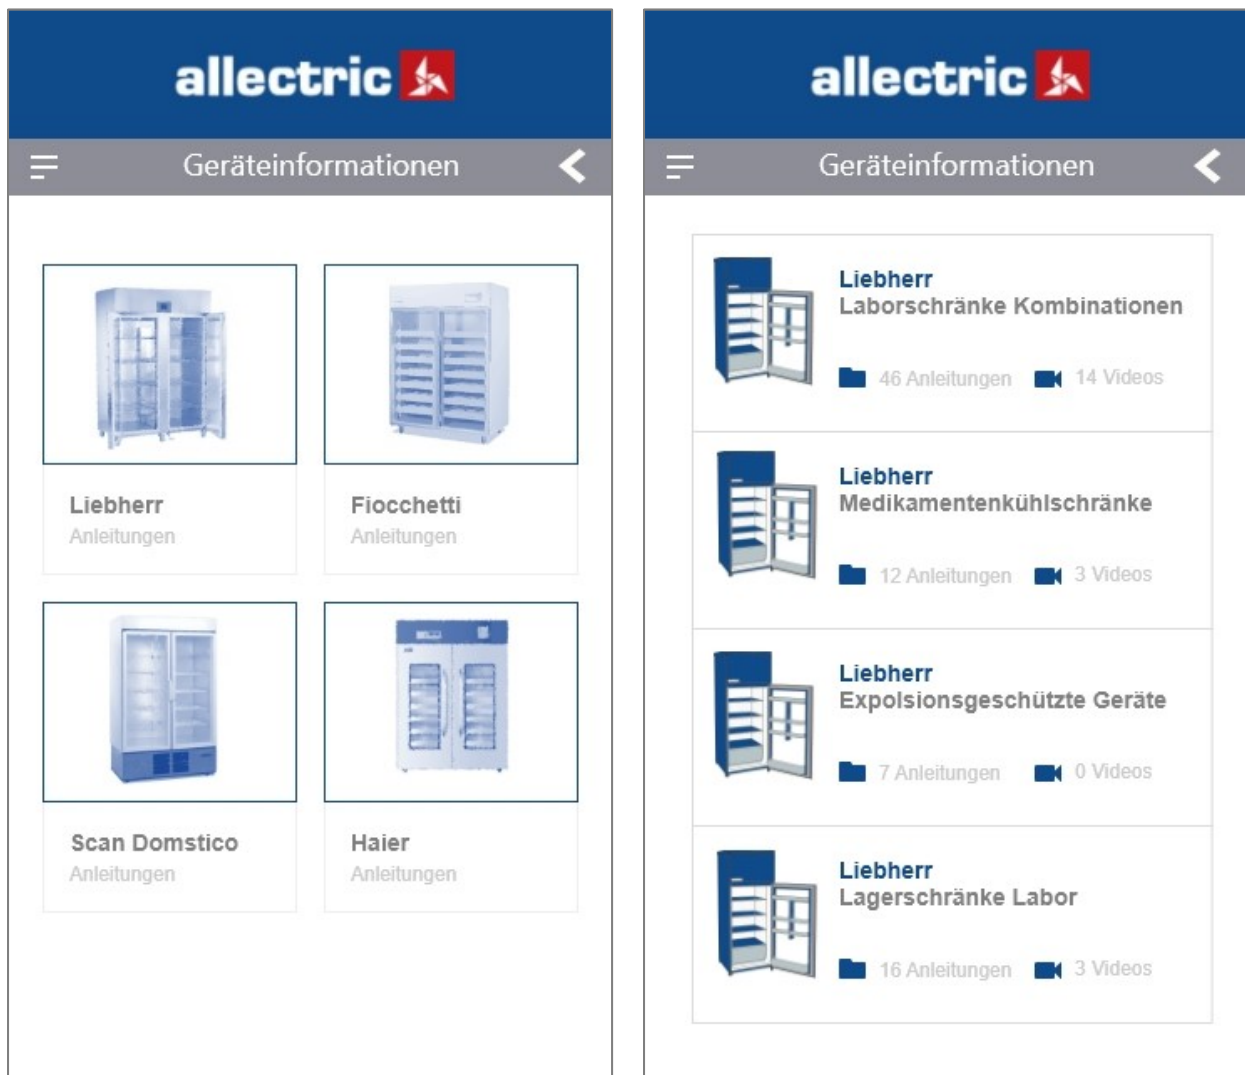 allectric
Geräteinformationen
Liebherr
Anleitungen
Fiocchetti
Anleitungen
Scan Domstico
Anleitungen
Haier
Anleitungen
allectric
Geräteinformationen
Liebherr
Laborschränke Kombinationen
46 Anleitungen 14 Videos
Liebherr
Medikamentenkühlschränke
12 Anleitungen 3 Videos
Liebherr
Expolsionsgeschützte Geräte
7 Anleitungen 0 Videos
Liebherr
Lagerschränke Labor
16 Anleitungen 3 Videos